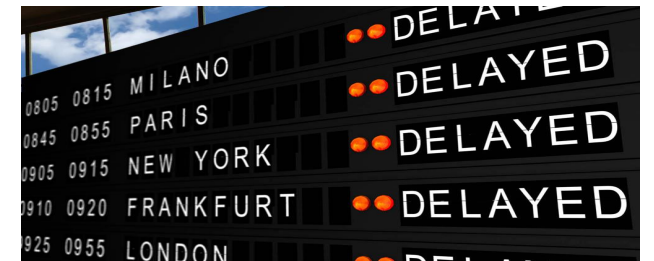 0805 0815 MILANO DELAYED
0845 0855 PARIS DELAYED
0905 0915 NEW YORK DELAYED
0910 0920 FRANKFURT DELAYED
0925 0955 LONDON DELAYED